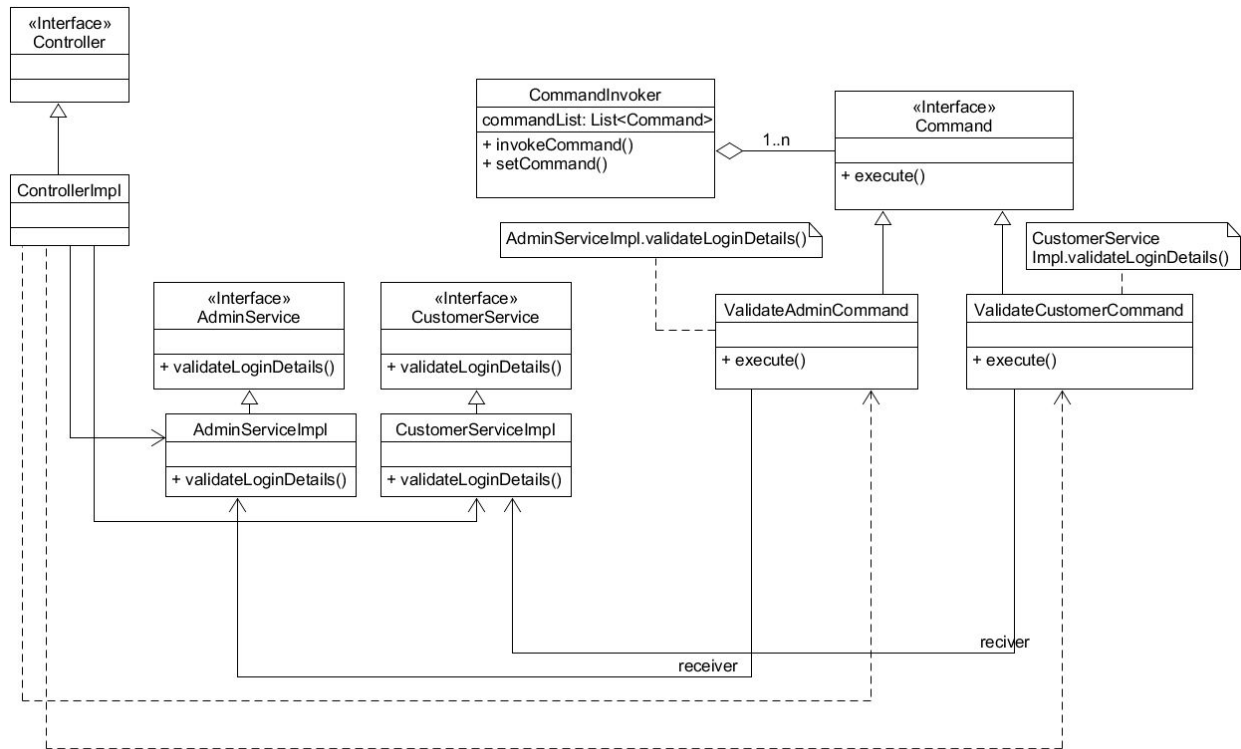 «Interface»
Controller
ControllerImpl
CommandInvoker
commandList: List<Command>
+ invokeCommand()
+ setCommand()
1..n
«Interface»
Command
+ execute()
AdminServiceImpl.validateLoginDetails()
CustomerService
Impl.validateLoginDetails()
«Interface»
AdminService
+ validateLoginDetails()
«Interface»
CustomerService
+ validateLoginDetails()
ValidateAdminCommand
+ execute()
ValidateCustomerCommand
+ execute()
AdminServiceImpl
+ validateLoginDetails()
CustomerServiceImpl
+ validateLoginDetails()
reciver
receiver